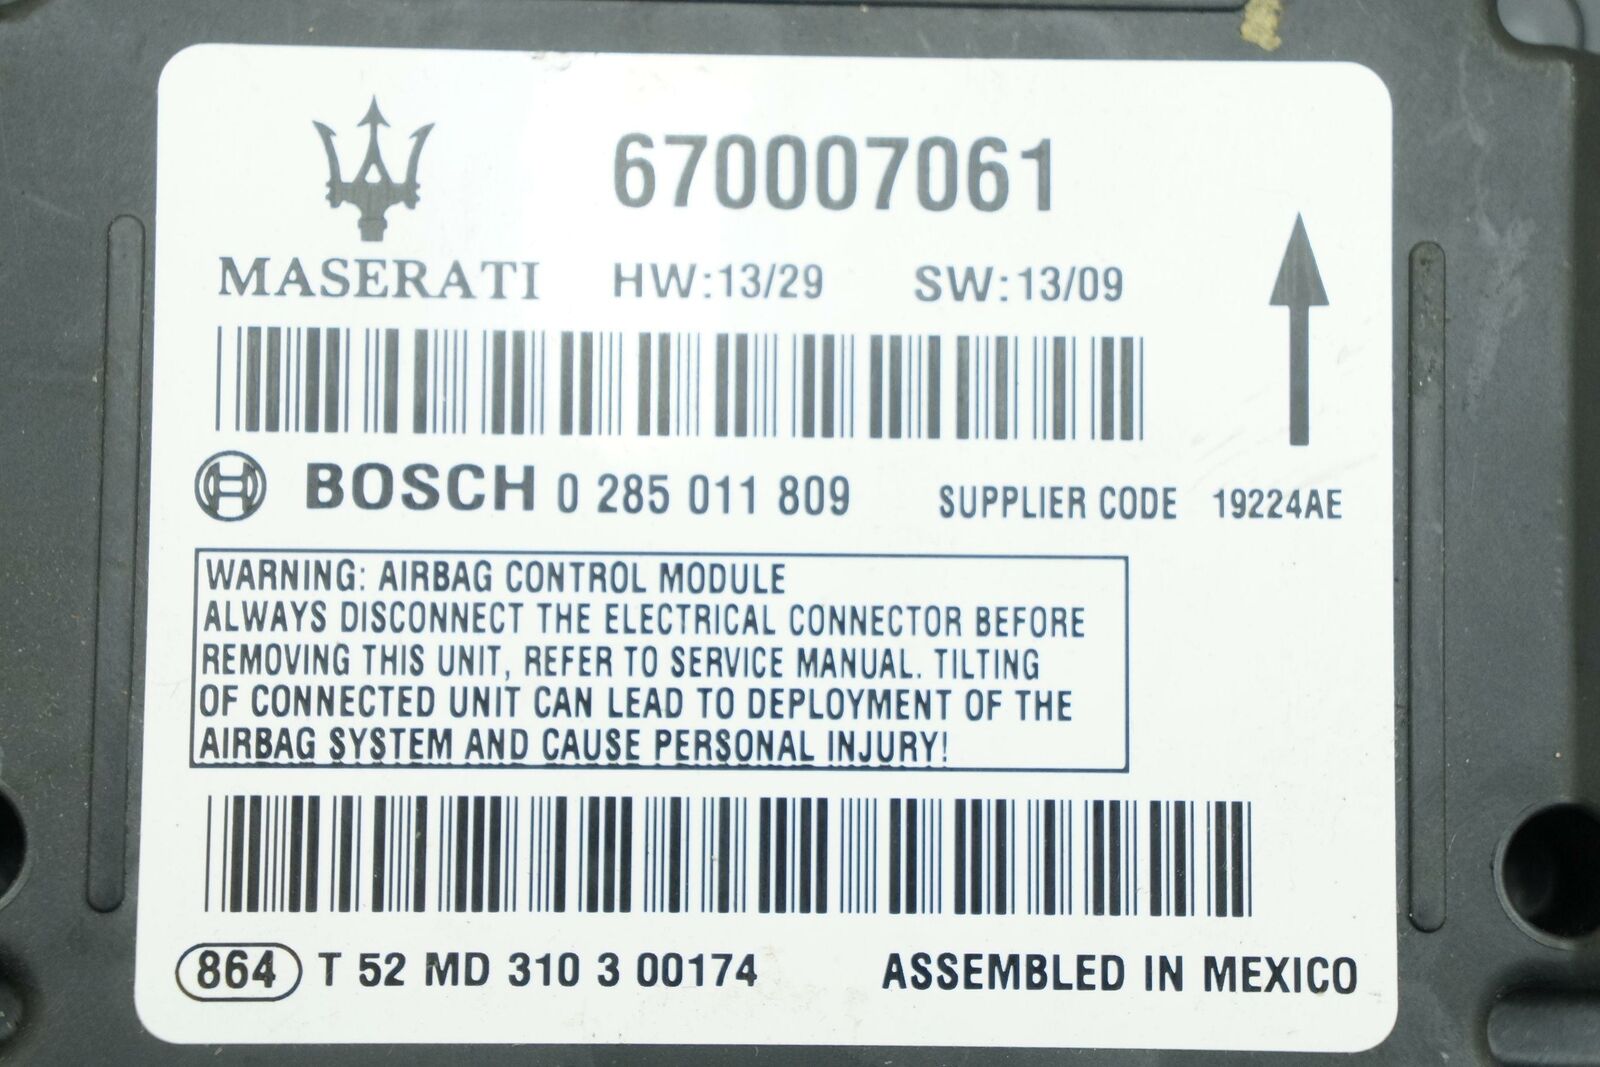 670007061
MASERATI HW:13/29 SW:13/09
BOSCH 0 285 011 809 SUPPLIER CODE 19224AE
WARNING: AIRBAG CONTROL MODULE
ALWAYS DISCONNECT THE ELECTRICAL CONNECTOR BEFORE
REMOVING THIS UNIT, REFER TO SERVICE MANUAL. TILTING
OF CONNECTED UNIT CAN LEAD TO DEPLOYMENT OF THE
AIRBAG SYSTEM AND CAUSE PERSONAL INJURY!
864 T 52 MD 310 3 00174 ASSEMBLED IN MEXICO